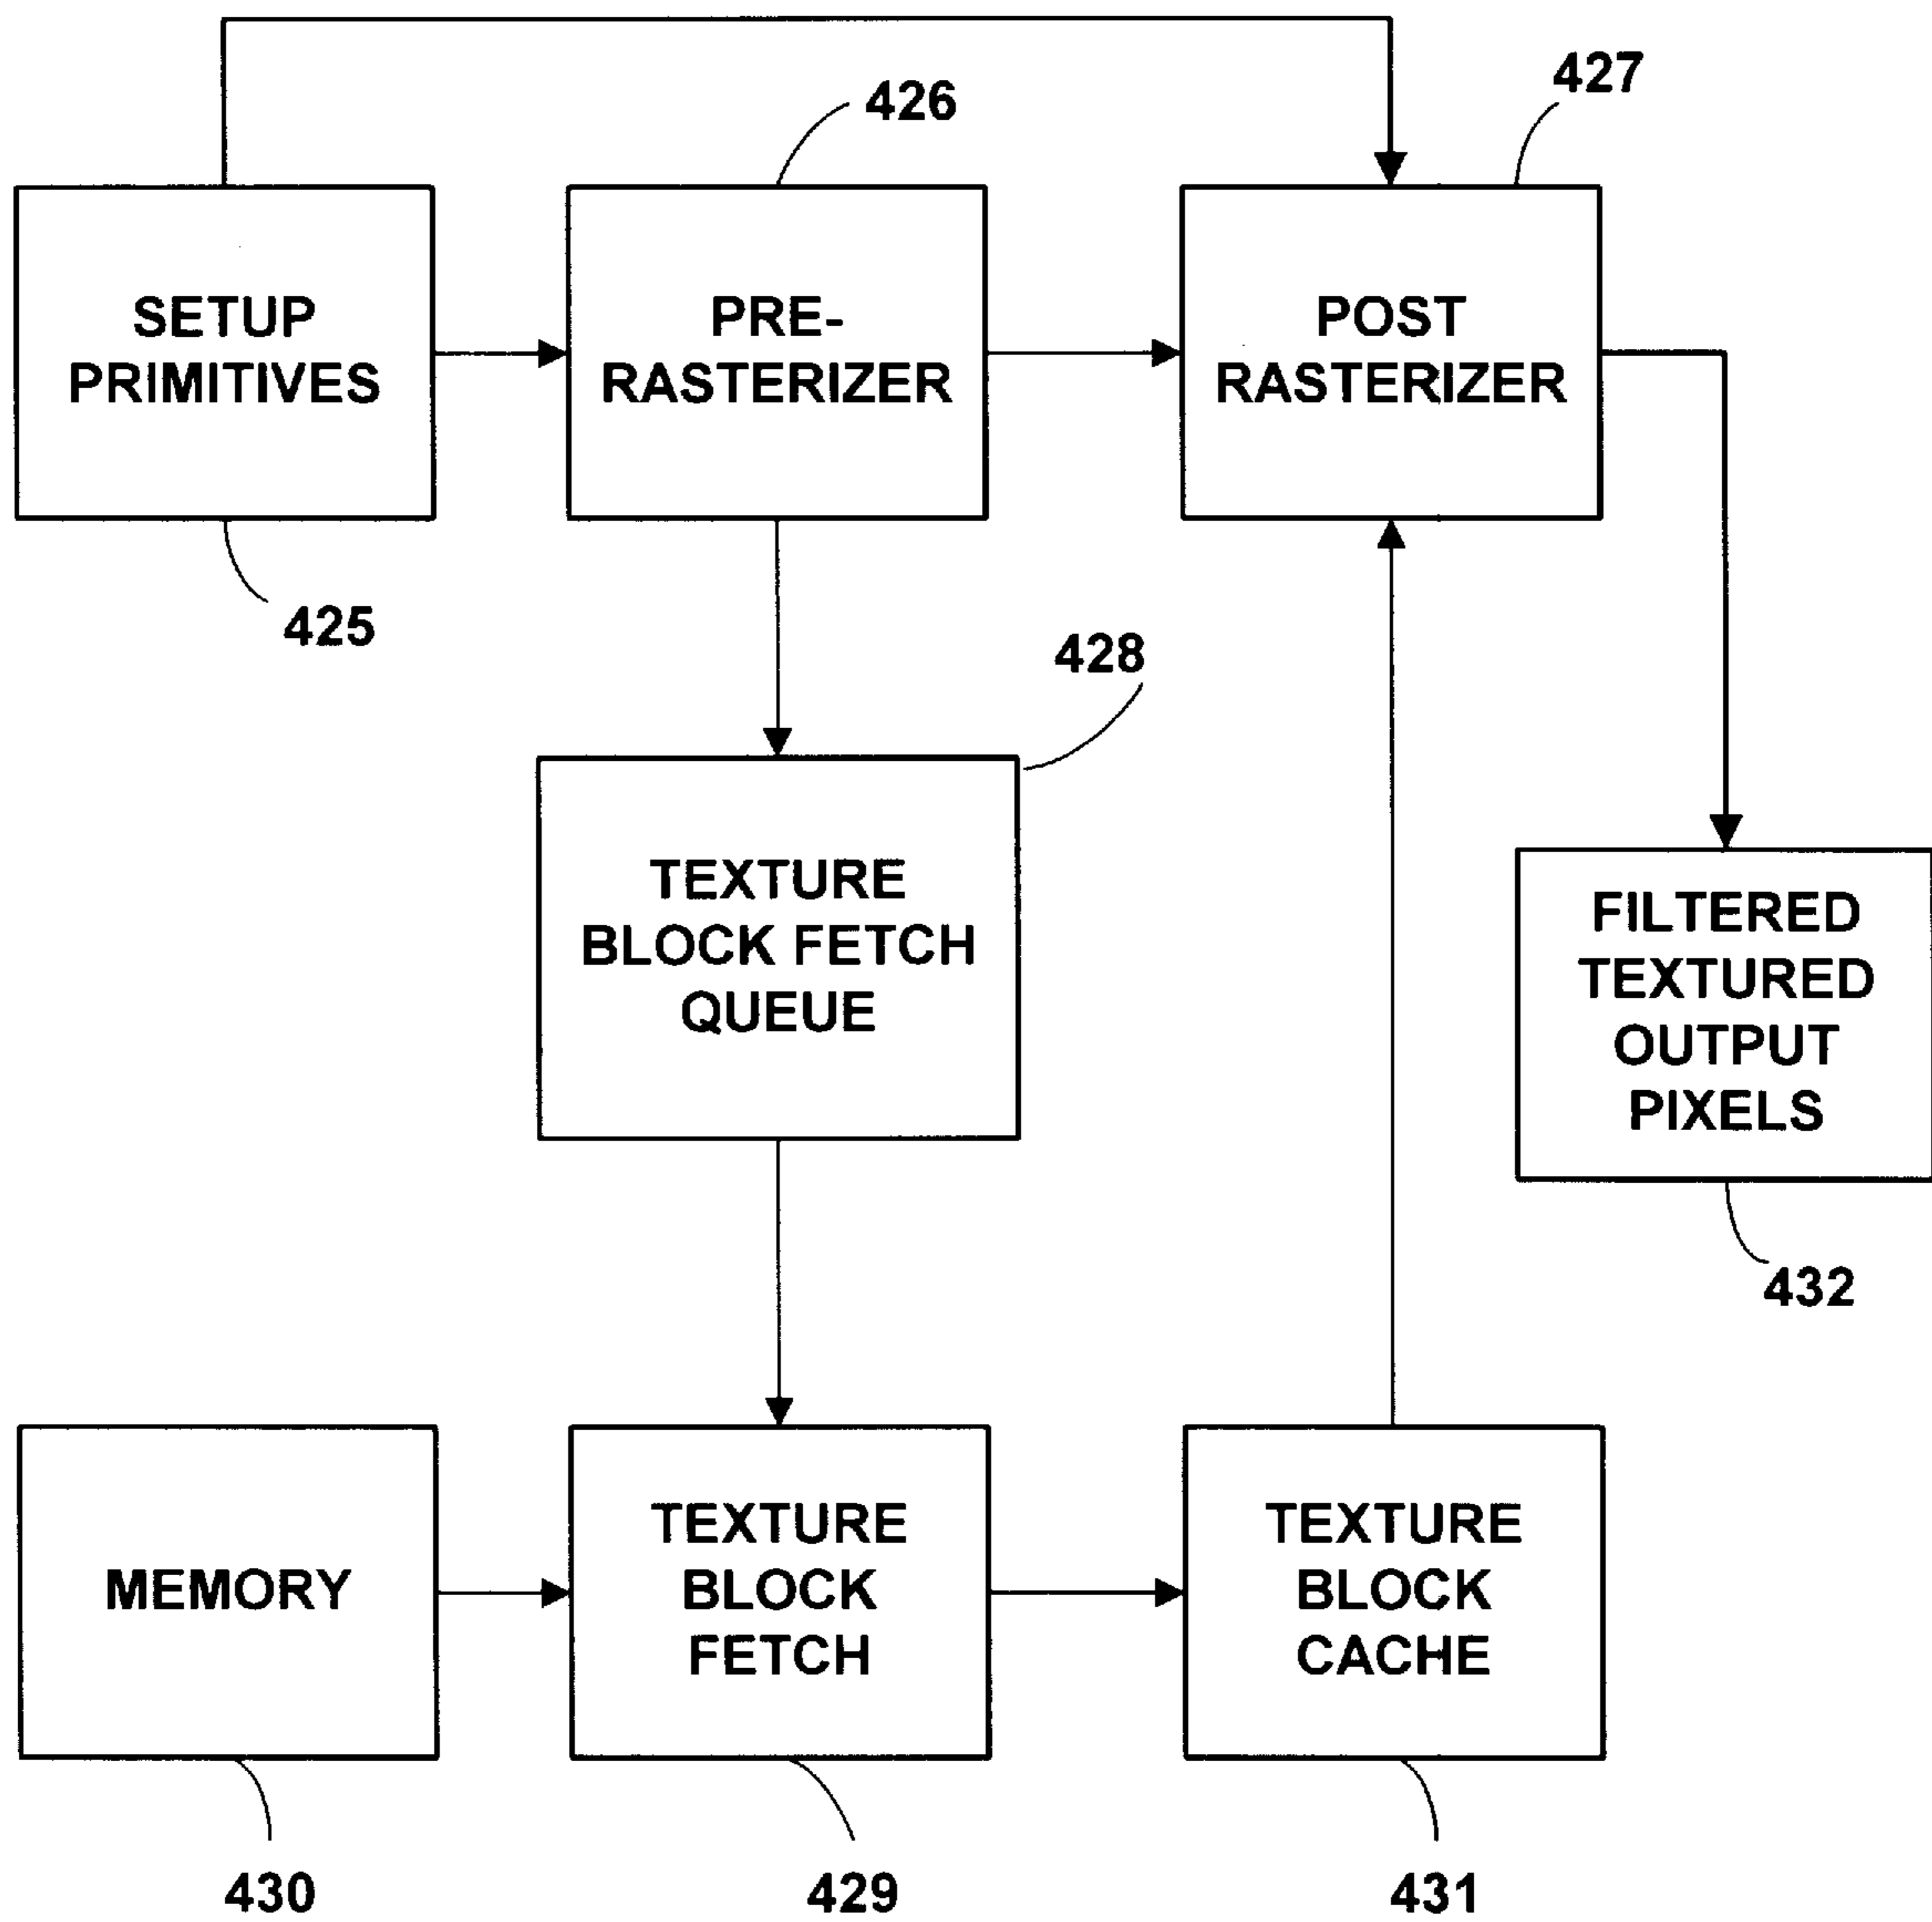 426
427
SETUP
PRIMITIVES
PRE-
RASTERIZER
POST
RASTERIZER
425
428
TEXTURE
BLOCK FETCH
QUEUE
FILTERED
TEXTURED
OUTPUT
PIXELS
432
MEMORY
TEXTURE
BLOCK
FETCH
TEXTURE
BLOCK
CACHE
430
429
431